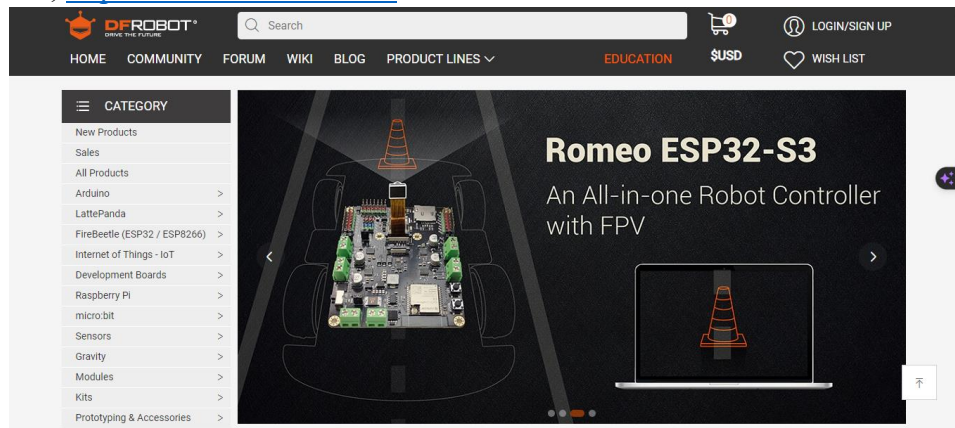 DFROBOT
DRIVE THE FUTURE
Search
0
LOGIN/SIGN UP
HOME COMMUNITY FORUM WIKI BLOG PRODUCT LINES EDUCATION $USD WISH LIST
CATEGORY
New Products
Sales
All Products
Arduino >
LattePanda >
FireBeetle (ESP32 / ESP8266) >
Internet of Things - IoT >
Development Boards >
Raspberry Pi >
micro:bit >
Sensors >
Gravity >
Modules >
Kits >
Prototyping & Accessories >
Romeo ESP32-S3
An All-in-one Robot Controller
with FPV